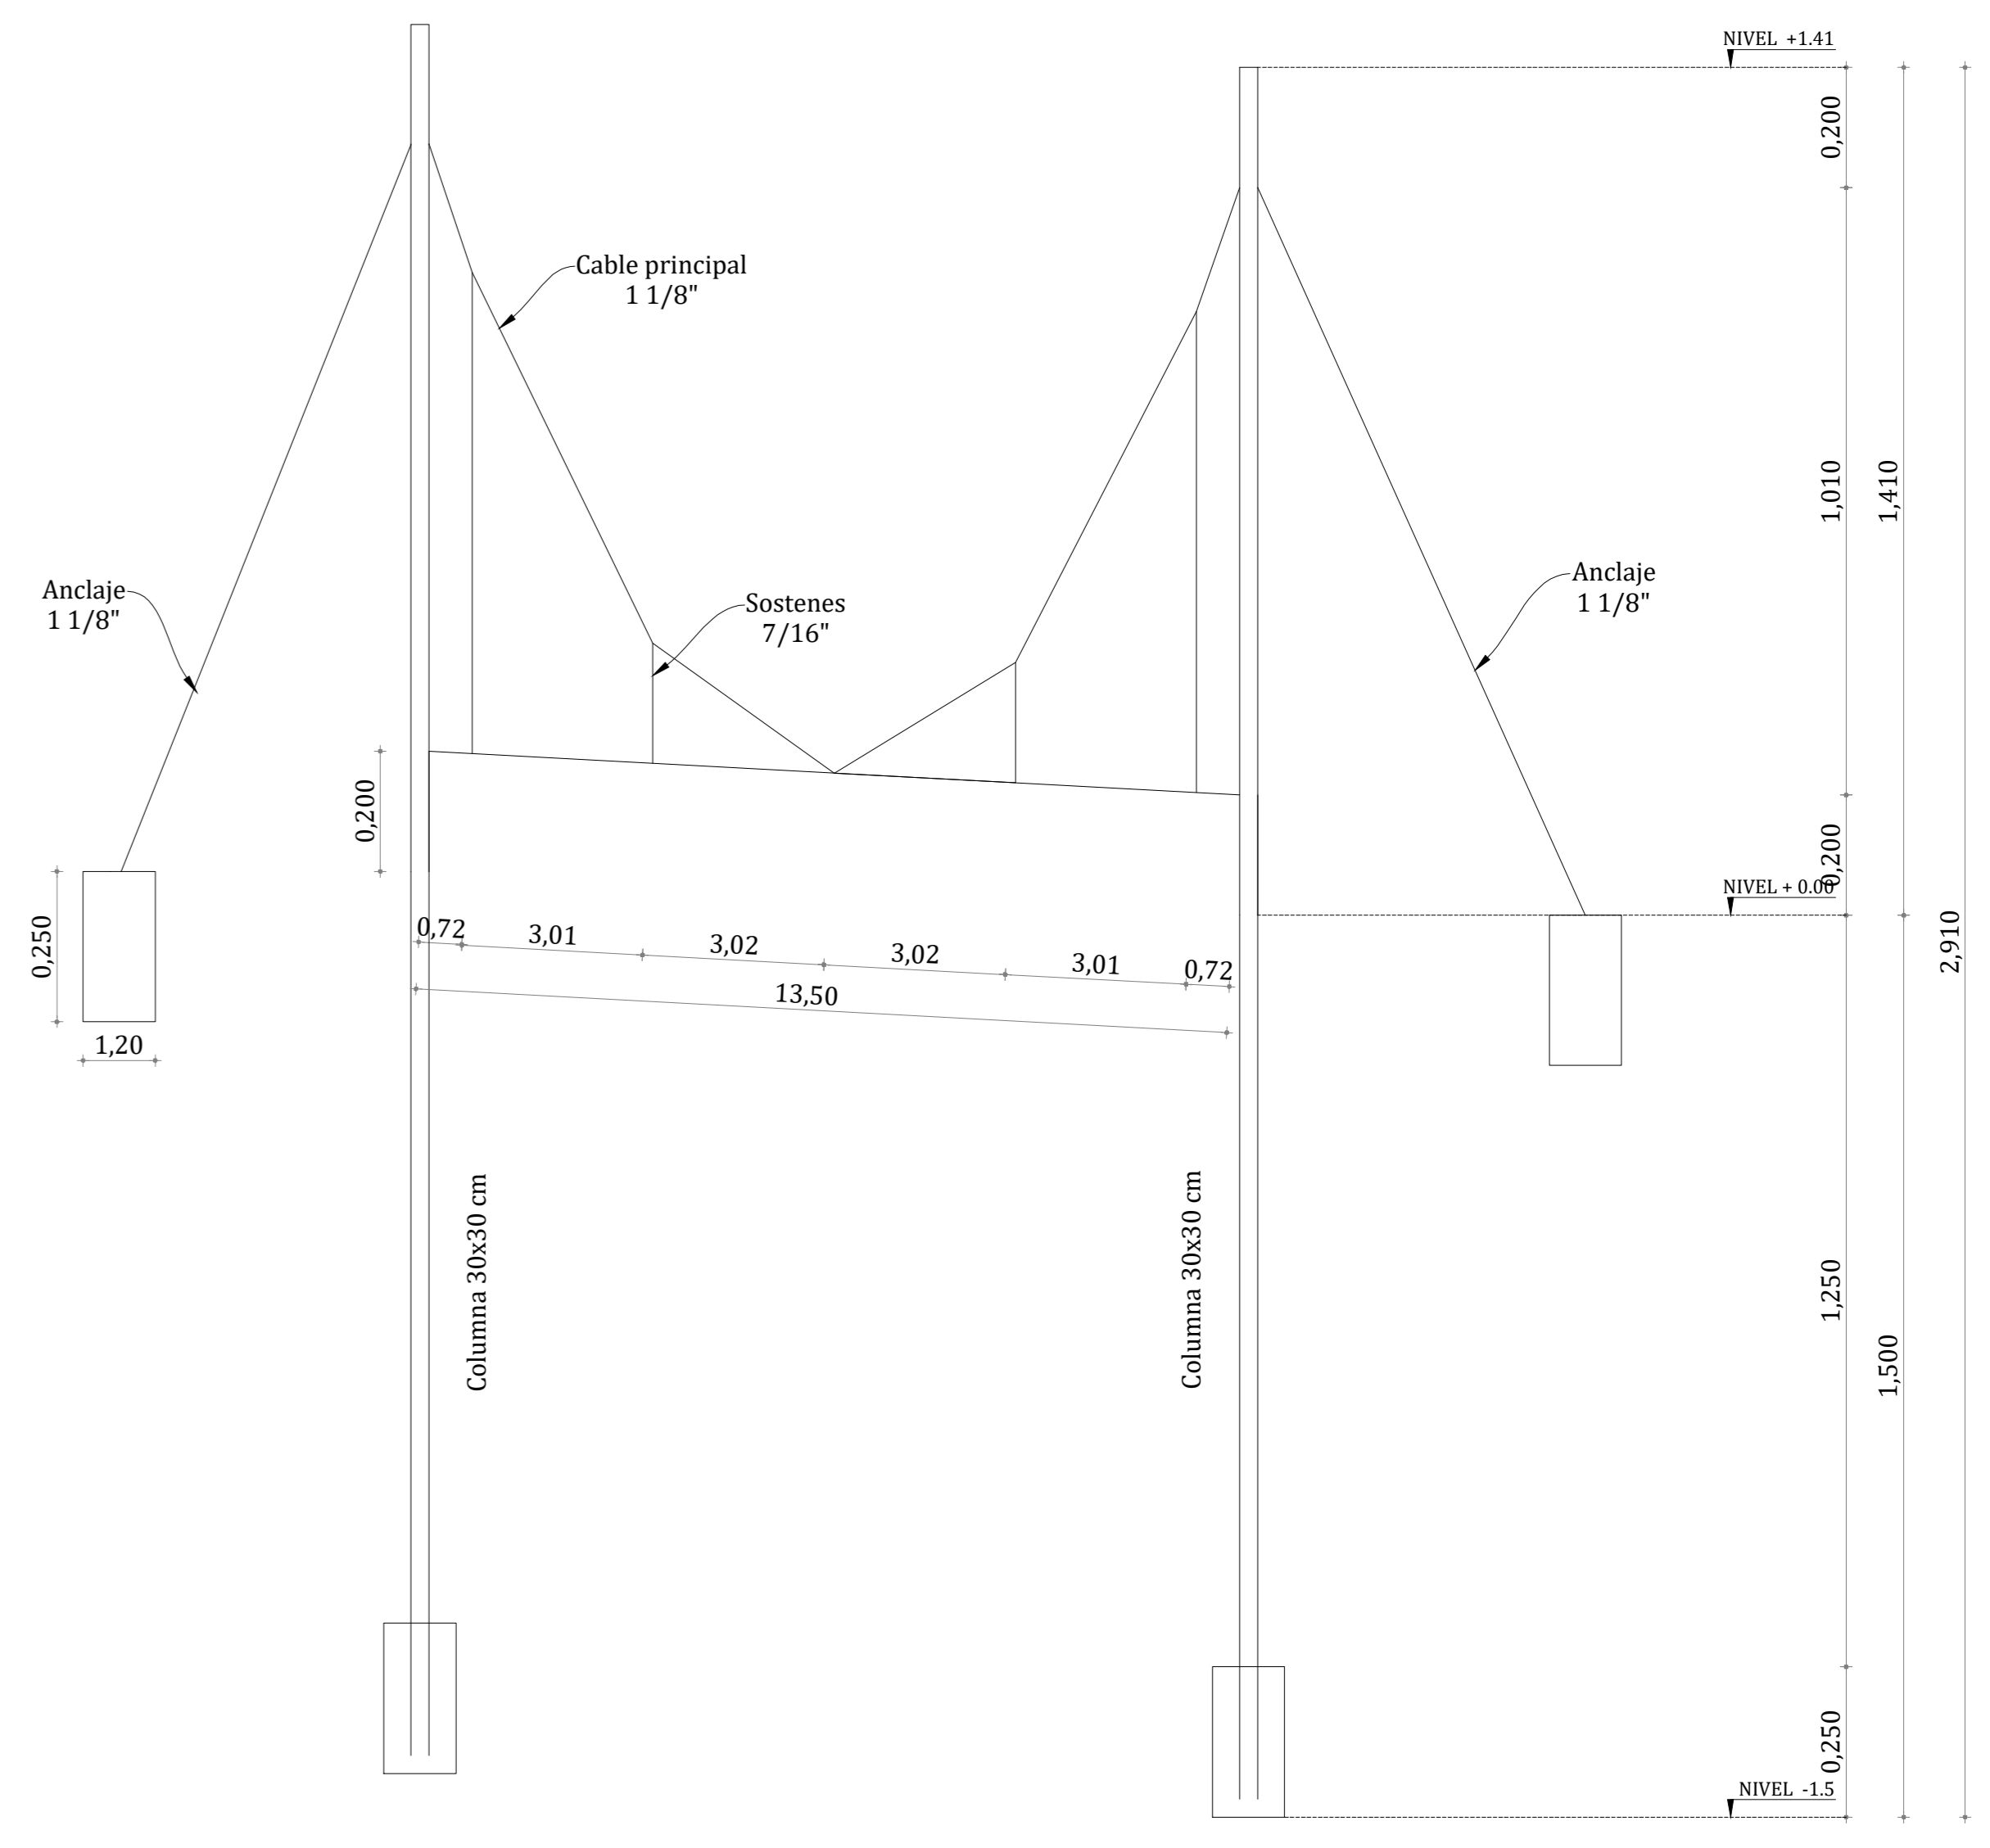 NIVEL +1.41
0,200
Cable principal
1 1/8"
1,010
1,410
Anclaje
1 1/8"
Anclaje
1 1/8"
Sostenes
7/16"
0,200
0,200
NIVEL + 0.00
0,250
0,72
3,01
3,02
3,02
3,01
0,72
2,910
13,50
1,20
Columna 30x30 cm
Columna 30x30 cm
1,250
1,500
0,250
NIVEL -1.5